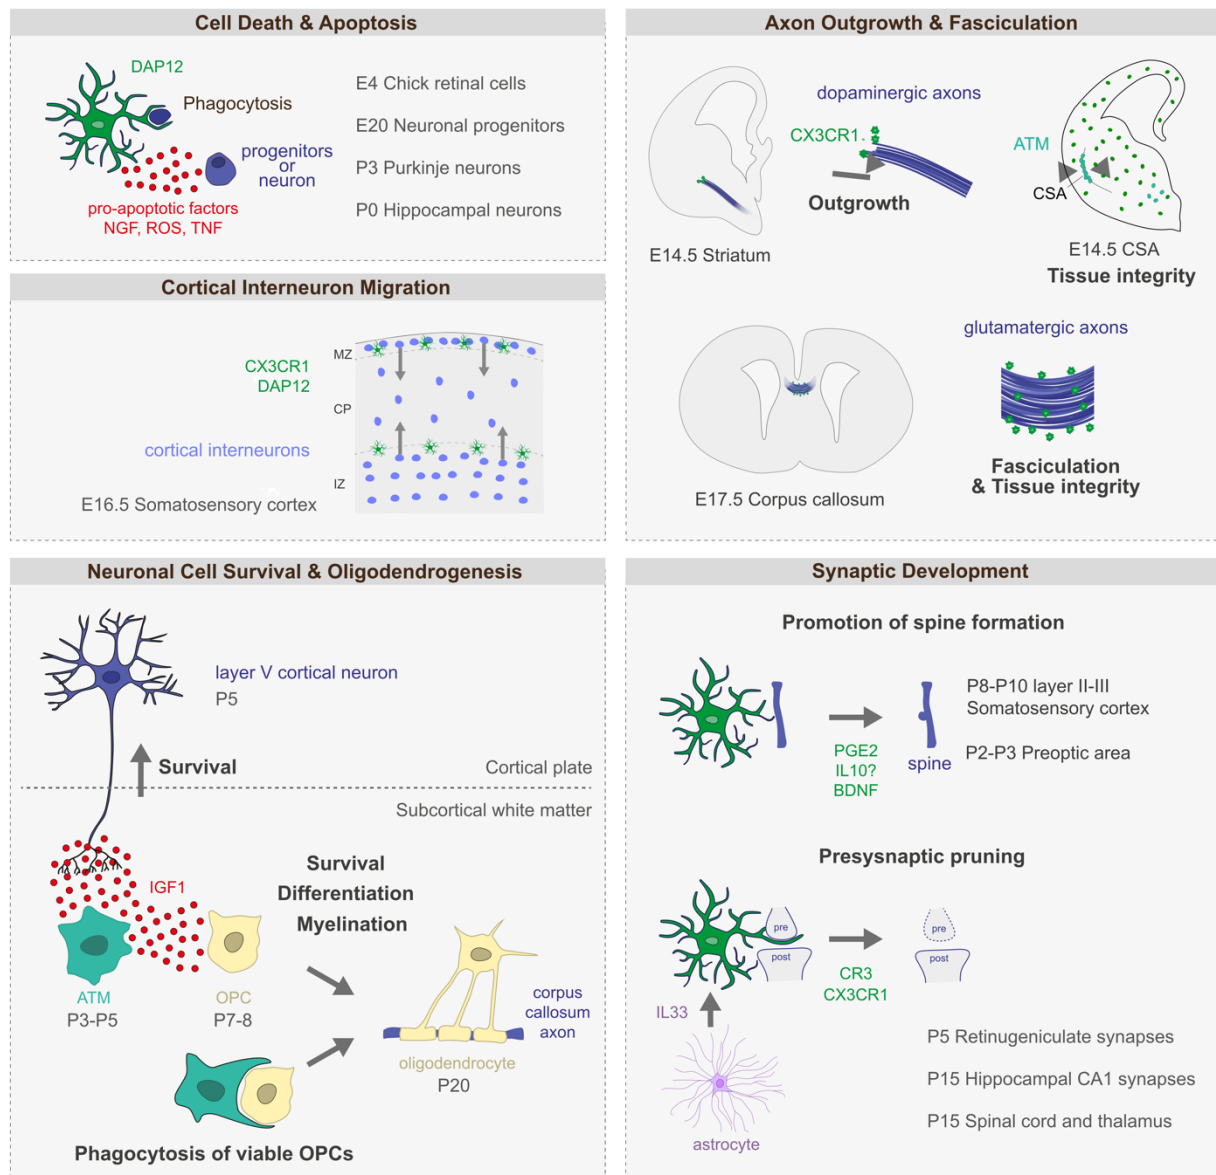 Cell Death & Apoptosis
DAP12
Phagocytosis
progenitors
or
neuron
pro-apoptotic factors
NGF, ROS, TNF
E4 Chick retinal cells
E20 Neuronal progenitors
P3 Purkinje neurons
P0 Hippocampal neurons
Cortical Interneuron Migration
CX3CR1
DAP12
cortical interneurons
E16.5 Somatosensory cortex
MZ
CP
IZ
Axon Outgrowth & Fasciculation
dopaminergic axons
CX3CR1
Outgrowth
E14.5 Striatum
ATM
CSA
E14.5 CSA
Tissue integrity
glutamatergic axons
Fasciculation
& Tissue integrity
E17.5 Corpus callosum
Neuronal Cell Survival & Oligodendrogenesis
layer V cortical neuron
P5
Survival
Cortical plate
Subcortical white matter
IGF1
Survival
Differentiation
Myelination
ATM
P3-P5
OPC
P7-8
corpus
callosum
axon
oligodendrocyte
P20
Phagocytosis of viable OPCs
Synaptic Development
Promotion of spine formation
PGE2
IL10?
BDNF
spine
P8-P10 layer II-III
Somatosensory cortex
P2-P3 Preoptic area
Presynaptic pruning
pre
post
CR3
CX3CR1
pre
post
IL33
astrocyte
P5 Retinugeniculate synapses
P15 Hippocampal CA1 synapses
P15 Spinal cord and thalamus